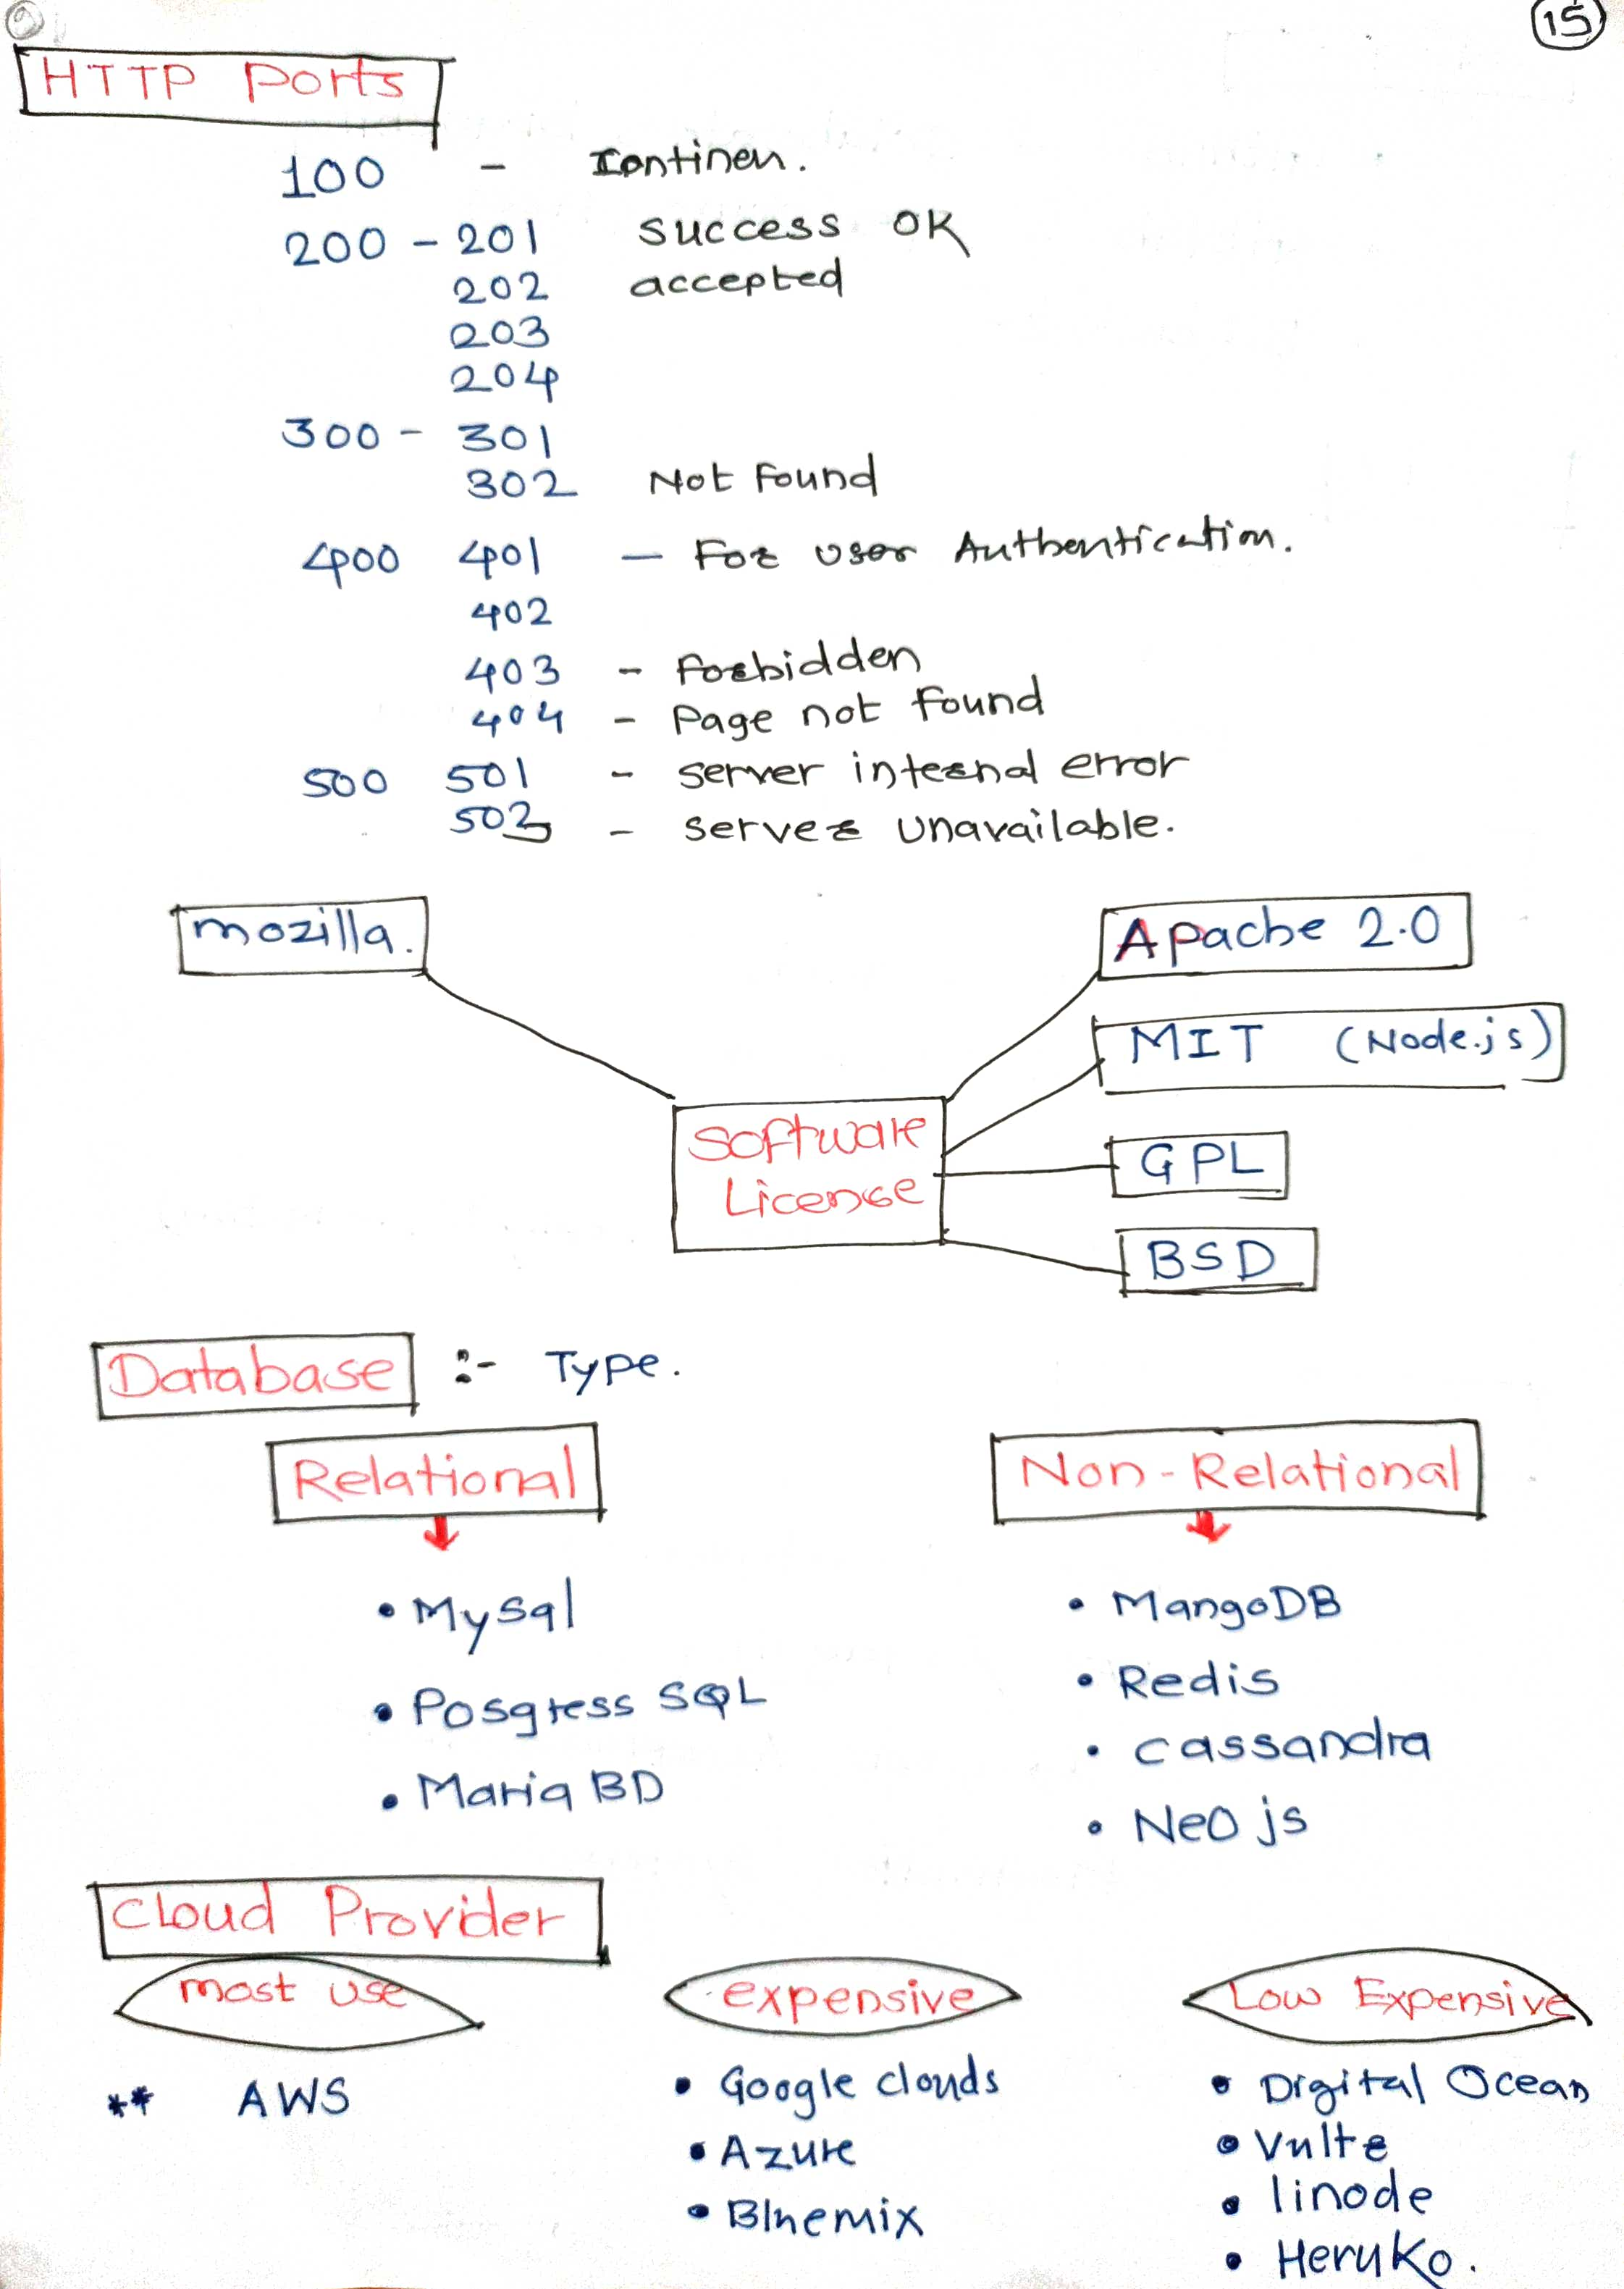 15
HTTP Ports
100 - Continen.
200 - 201 success OK
202 accepted
203
204
300 - 301
302 Not Found
400 401 — For user Authentication.
402
403 - Forbidden
404 - Page not found
500 501 - server internal error
503 - server unavailable.
mozilla.
Apache 2.0
MIT (Node.js)
Software
License
GPL
BSD
Database :- Type.
Relational
Non-Relational
• MySql
• MangoDB
• Posgress SQL
• Redis
• Maria BD
• cassandra
• Neo js
Cloud Provider
most use
expensive
Low Expensive
** AWS
• Google clouds
• Digital Ocean
• Azure
• Vulte
• Bluemix
• linode
• Heruko.